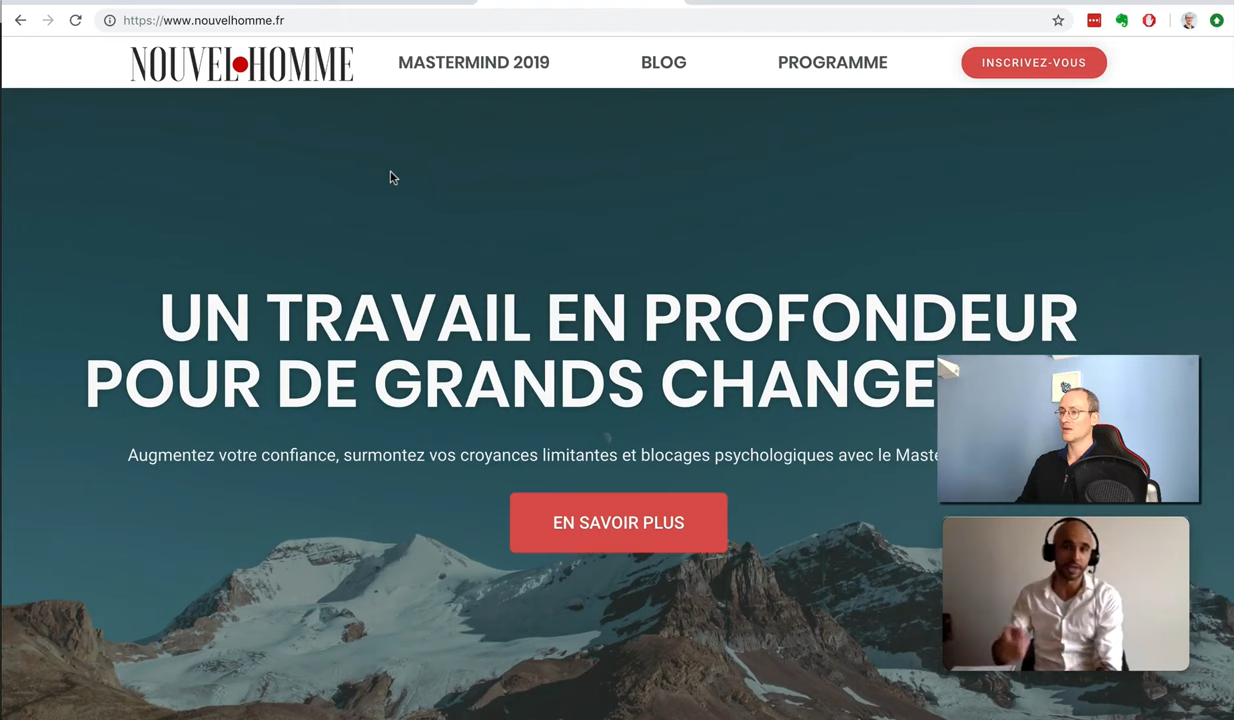 https://www.nouvelhomme.fr
NOUVEL HOMME
MASTERMIND 2019
BLOG
PROGRAMME
INSCRIVEZ-VOUS
UN TRAVAIL EN PROFONDEUR
POUR DE GRANDS CHANGE
Augmentez votre confiance, surmontez vos croyances limitantes et blocages psychologiques avec le Maste
EN SAVOIR PLUS